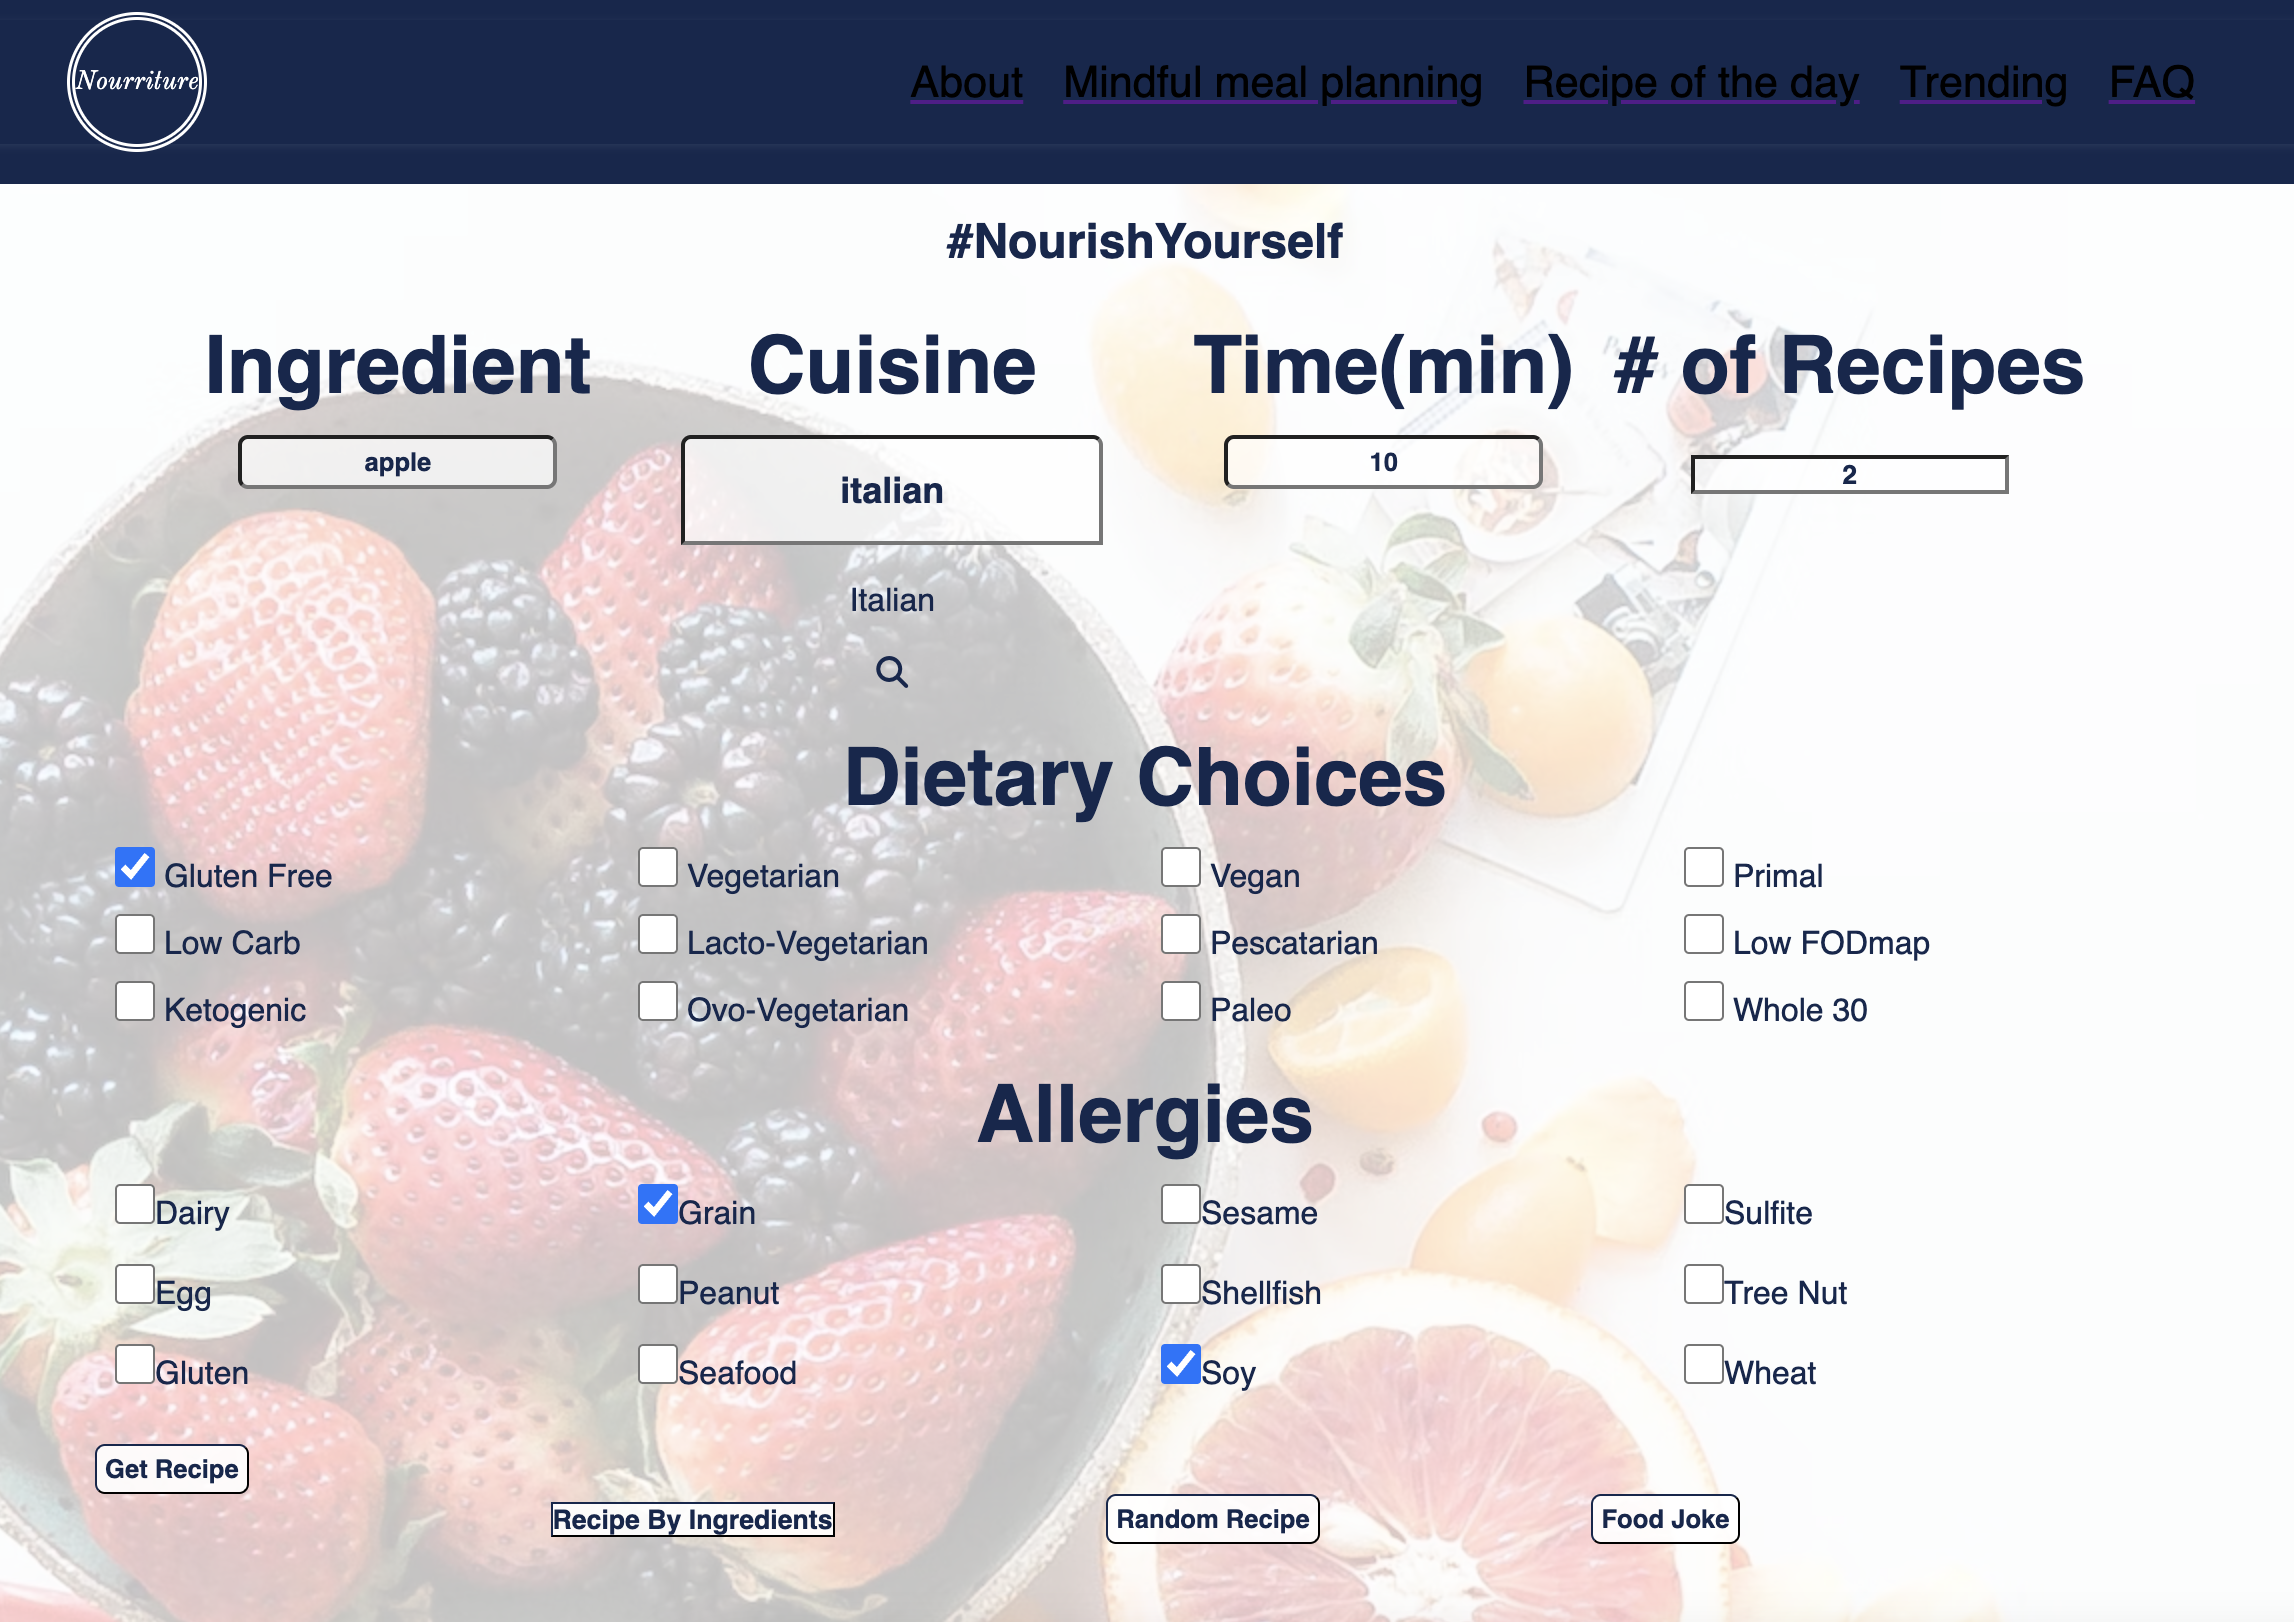 Nourriture
About Mindful meal planning Recipe of the day Trending FAQ
#NourishYourself
Ingredient Cuisine Time(min) # of Recipes
apple italian 10 2
Italian
Dietary Choices
Gluten Free Vegetarian Vegan Primal
Low Carb Lacto-Vegetarian Pescatarian Low FODmap
Ketogenic Ovo-Vegetarian Paleo Whole 30
Allergies
Dairy Grain Sesame Sulfite
Egg Peanut Shellfish Tree Nut
Gluten Seafood Soy Wheat
Get Recipe
Recipe By Ingredients Random Recipe Food Joke